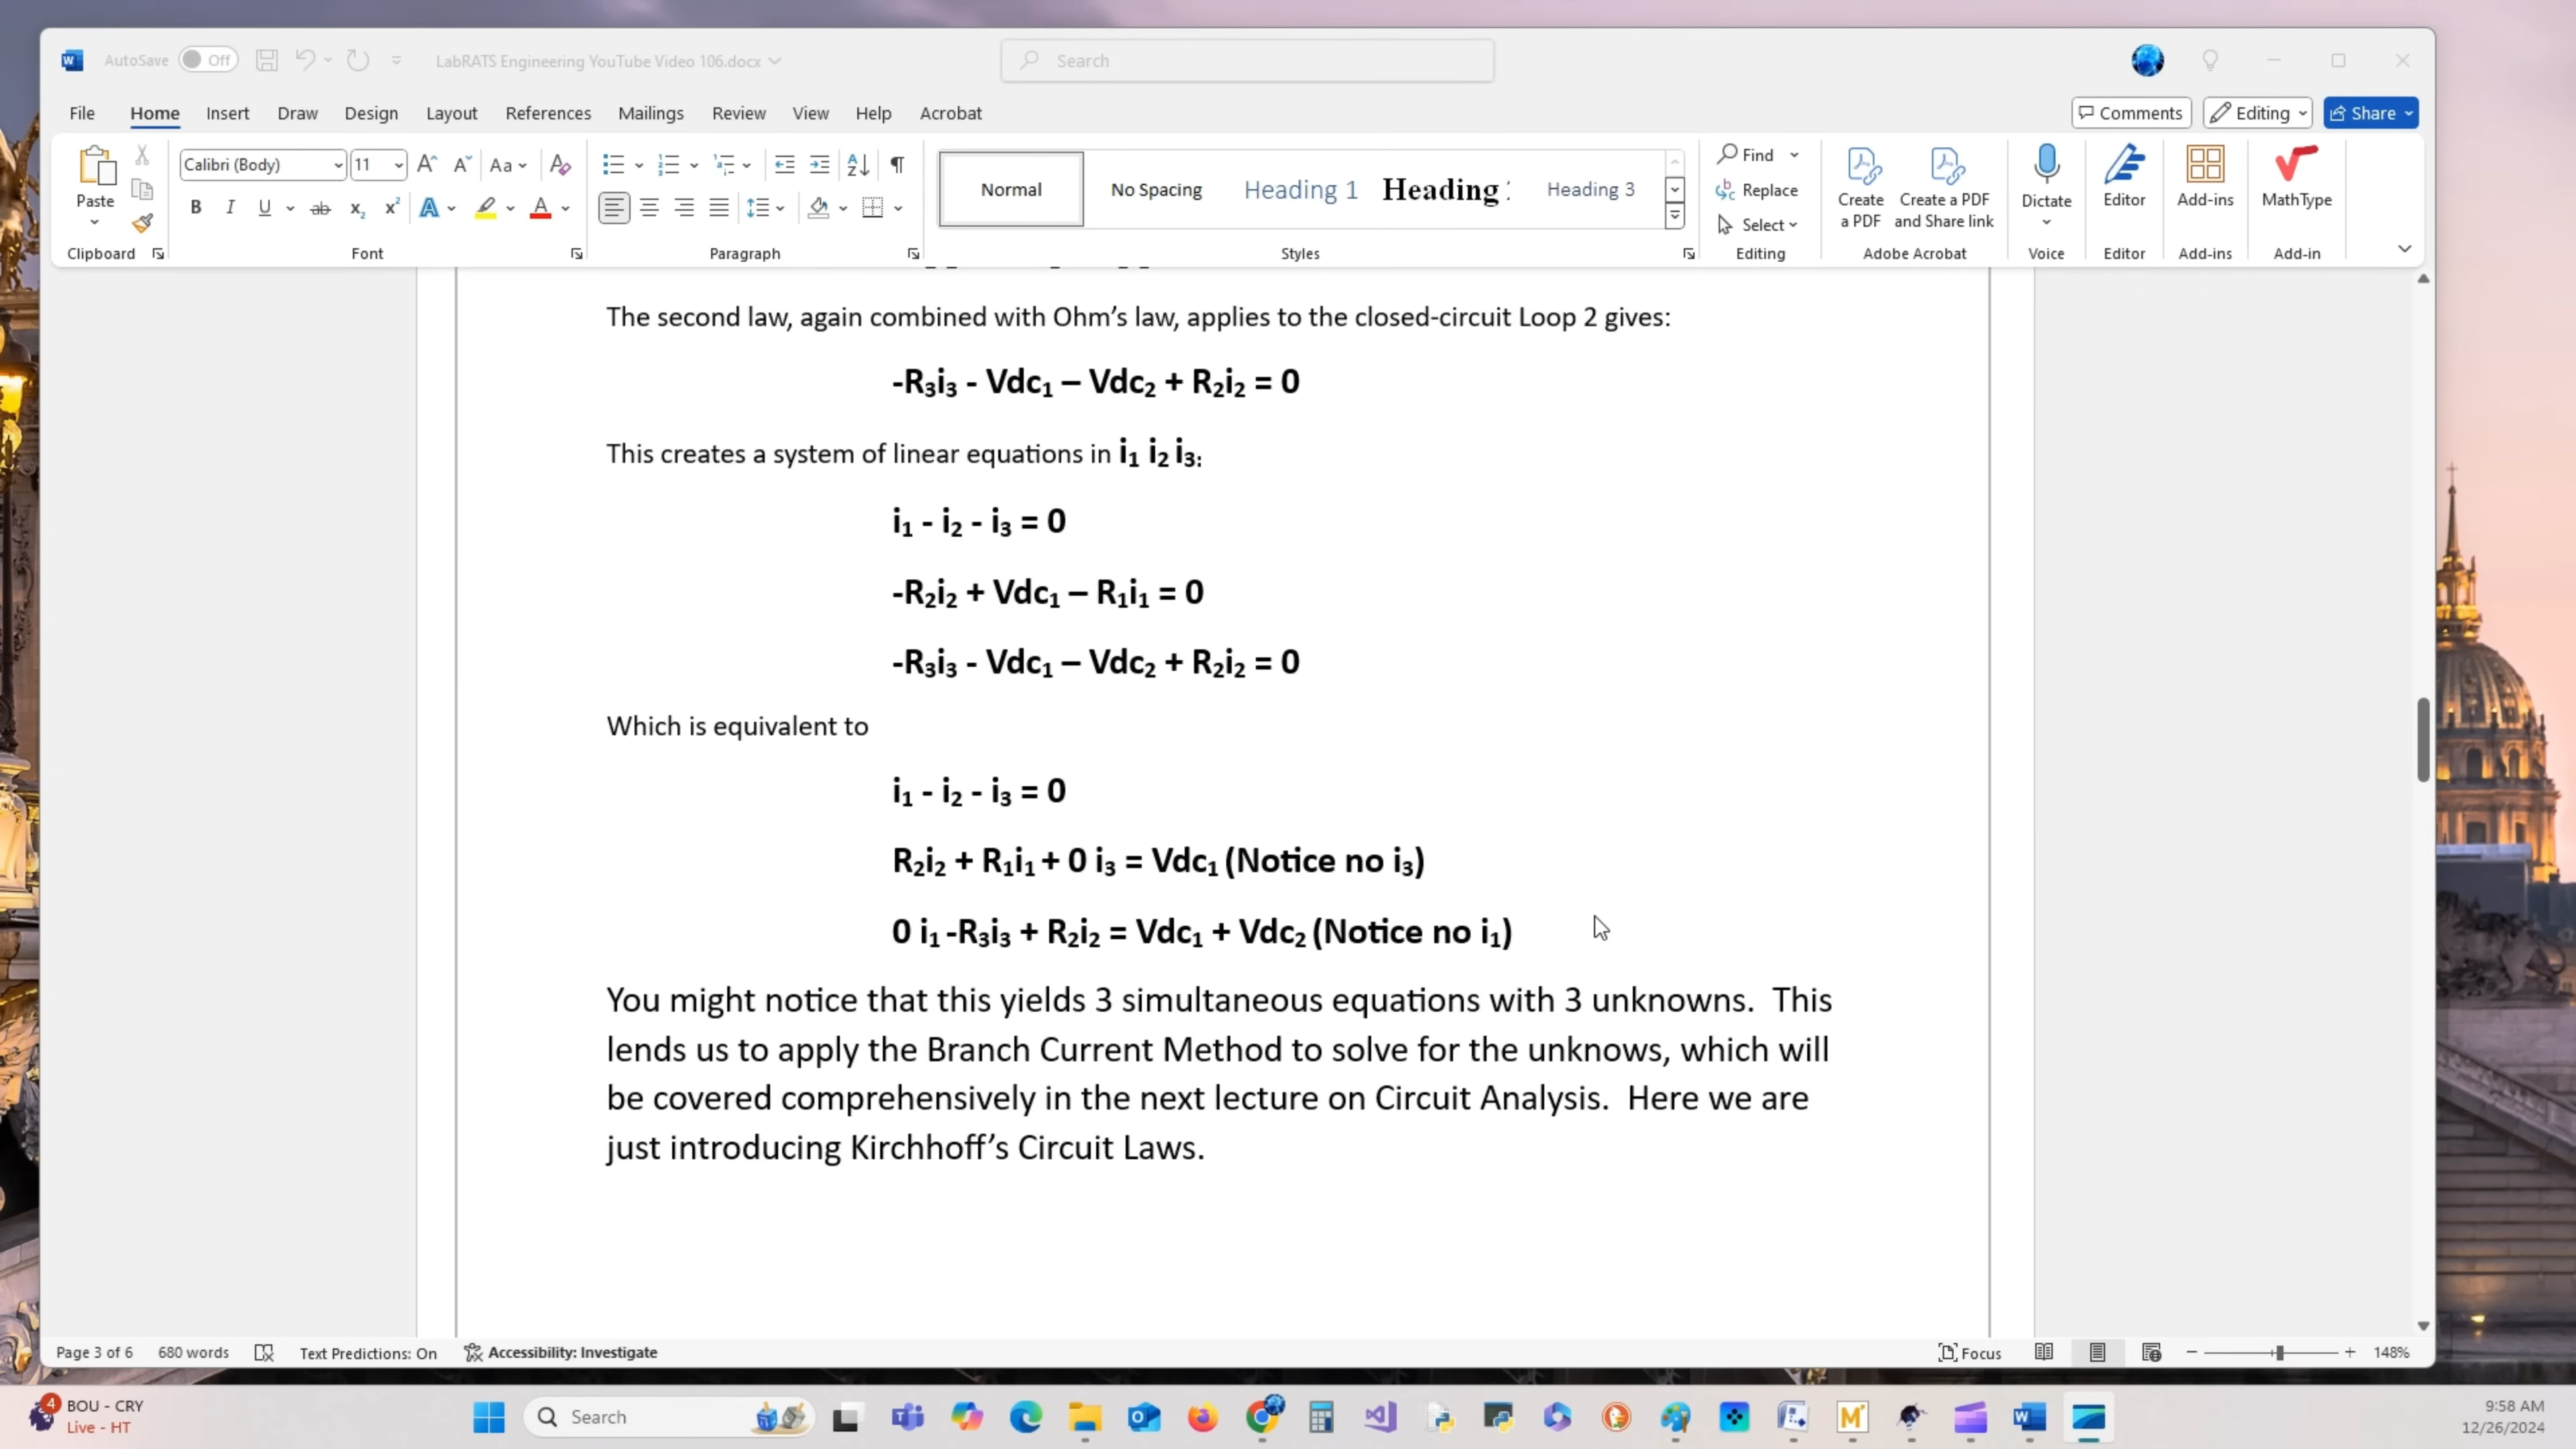 AutoSave Off LabRATS Engineering YouTube Video 106.docx Search
File Home Insert Draw Design Layout References Mailings Review View Help Acrobat Comments Editing Share
Paste Calibri (Body) 11 Aa Normal No Spacing Heading 1 Heading Heading 3 Find Replace Select Create a PDF Create a PDF and Share link Dictate Editor Add-ins MathType
Clipboard Font Paragraph Styles Editing Adobe Acrobat Voice Editor Add-ins Add-in
The second law, again combined with Ohm’s law, applies to the closed-circuit Loop 2 gives:
-R₃i₃ - Vdc₁ – Vdc₂ + R₂i₂ = 0
This creates a system of linear equations in i₁ i₂ i₃:
i₁ - i₂ - i₃ = 0
-R₂i₂ + Vdc₁ – R₁i₁ = 0
-R₃i₃ - Vdc₁ – Vdc₂ + R₂i₂ = 0
Which is equivalent to
i₁ - i₂ - i₃ = 0
R₂i₂ + R₁i₁ + 0 i₃ = Vdc₁ (Notice no i₃)
0 i₁ -R₃i₃ + R₂i₂ = Vdc₁ + Vdc₂ (Notice no i₁)
You might notice that this yields 3 simultaneous equations with 3 unknowns. This
lends us to apply the Branch Current Method to solve for the unknows, which will
be covered comprehensively in the next lecture on Circuit Analysis. Here we are
just introducing Kirchhoff’s Circuit Laws.
Page 3 of 6 680 words Text Predictions: On Accessibility: Investigate Focus 148%
4 BOU - CRY
Live - HT
Search
9:58 AM
12/26/2024